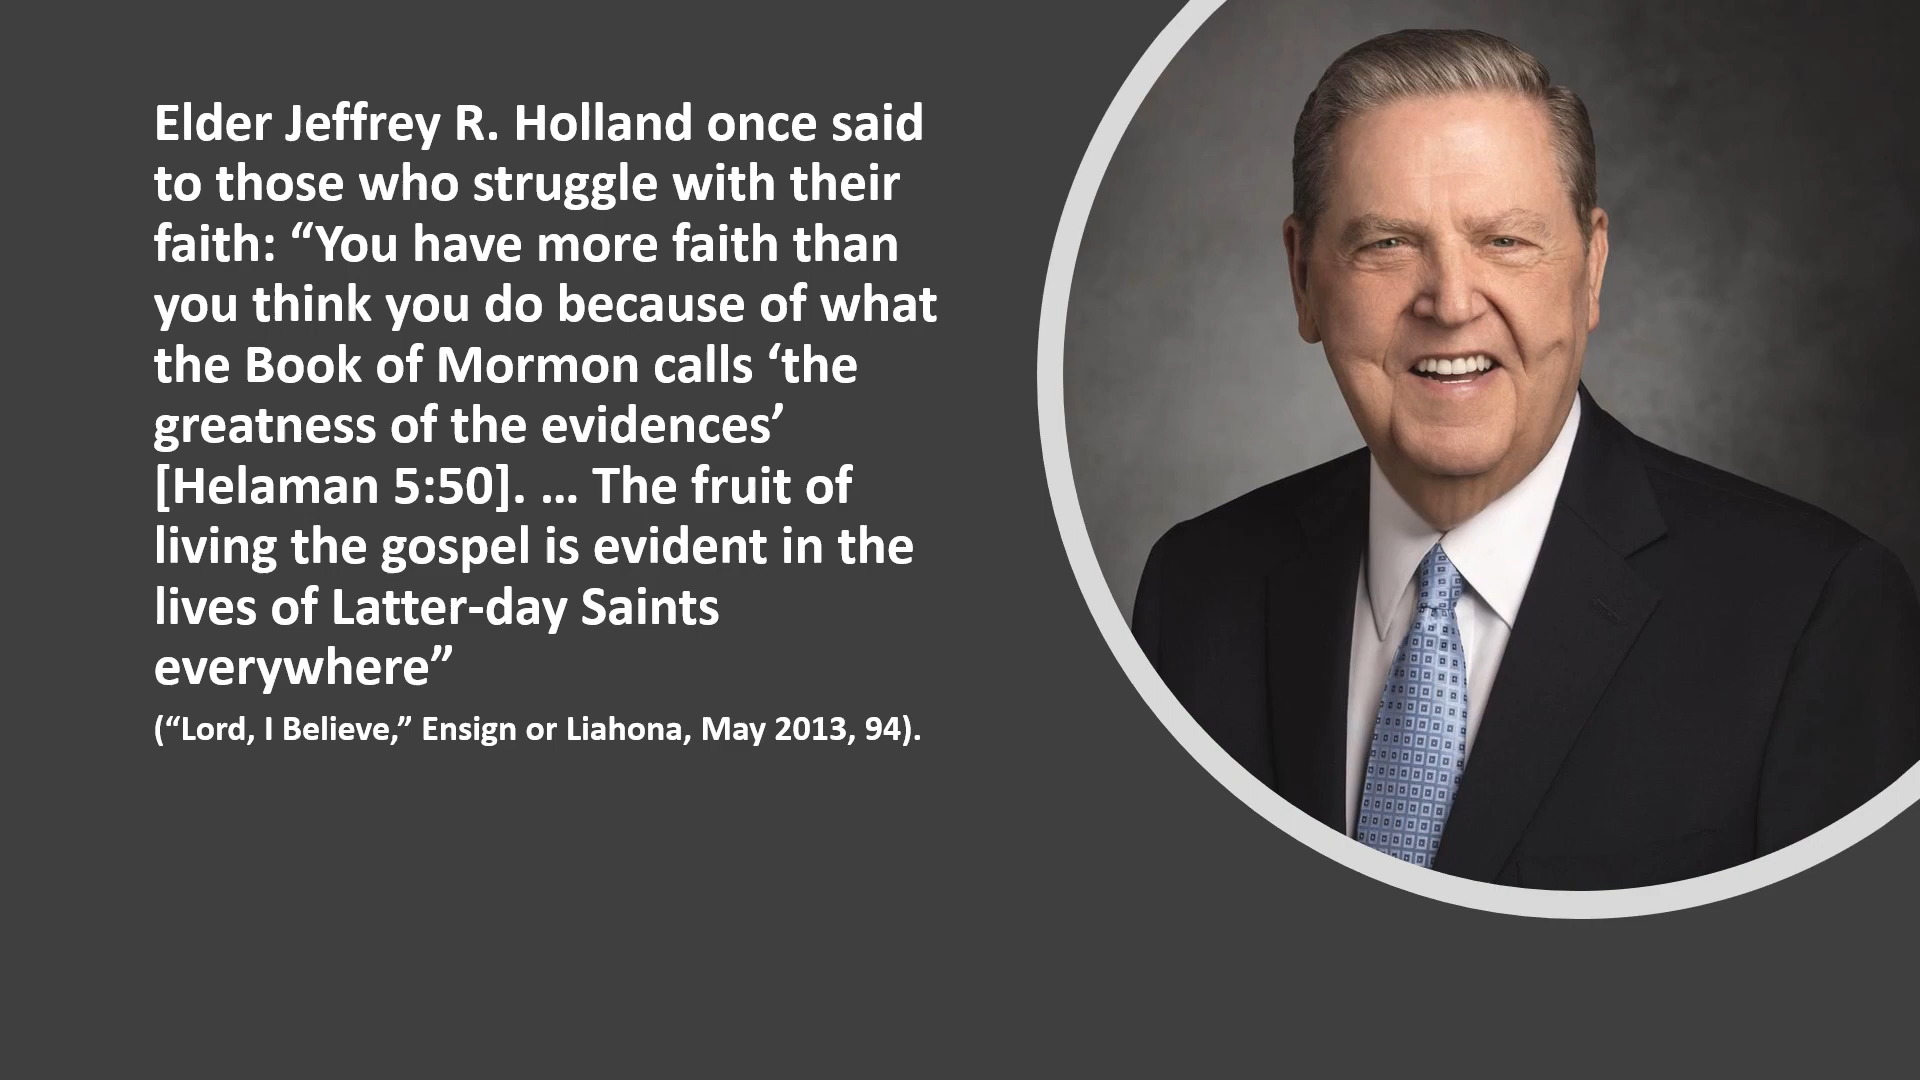 Elder Jeffrey R. Holland once said
to those who struggle with their
faith: “You have more faith than
you think you do because of what
the Book of Mormon calls ‘the
greatness of the evidences’
[Helaman 5:50]. … The fruit of
living the gospel is evident in the
lives of Latter-day Saints
everywhere”
(“Lord, I Believe,” Ensign or Liahona, May 2013, 94).